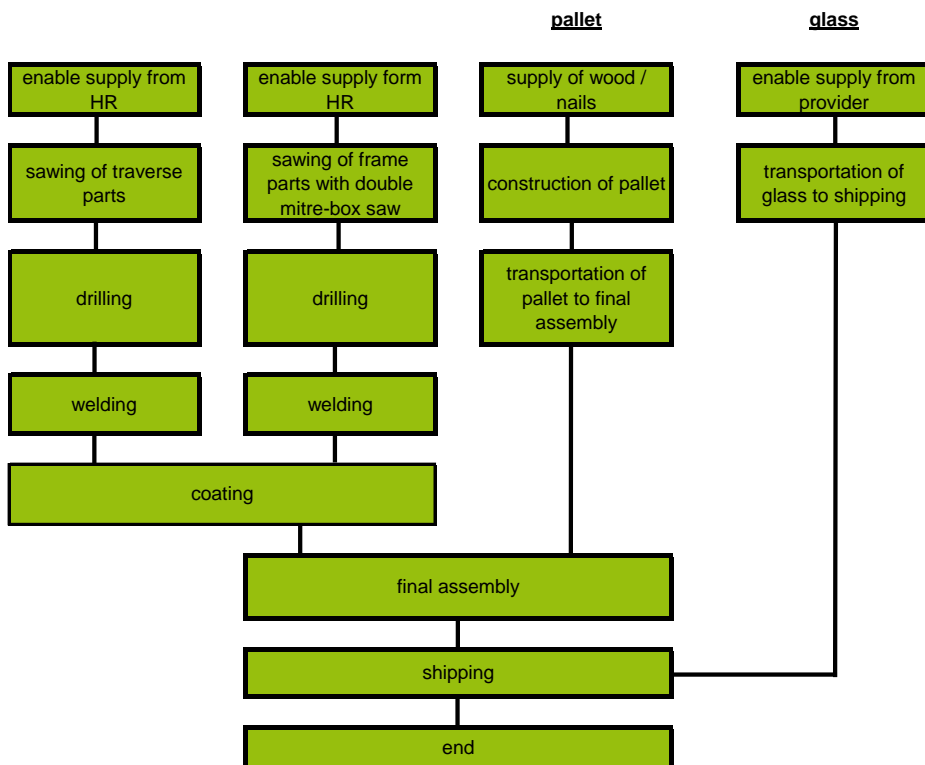 pallet
glass
enable supply from
HR
enable supply form
HR
supply of wood /
nails
enable supply from
provider
sawing of traverse
parts
sawing of frame
parts with double
mitre-box saw
construction of pallet
transportation of
glass to shipping
drilling
drilling
transportation of
pallet to final
assembly
welding
welding
coating
final assembly
shipping
end